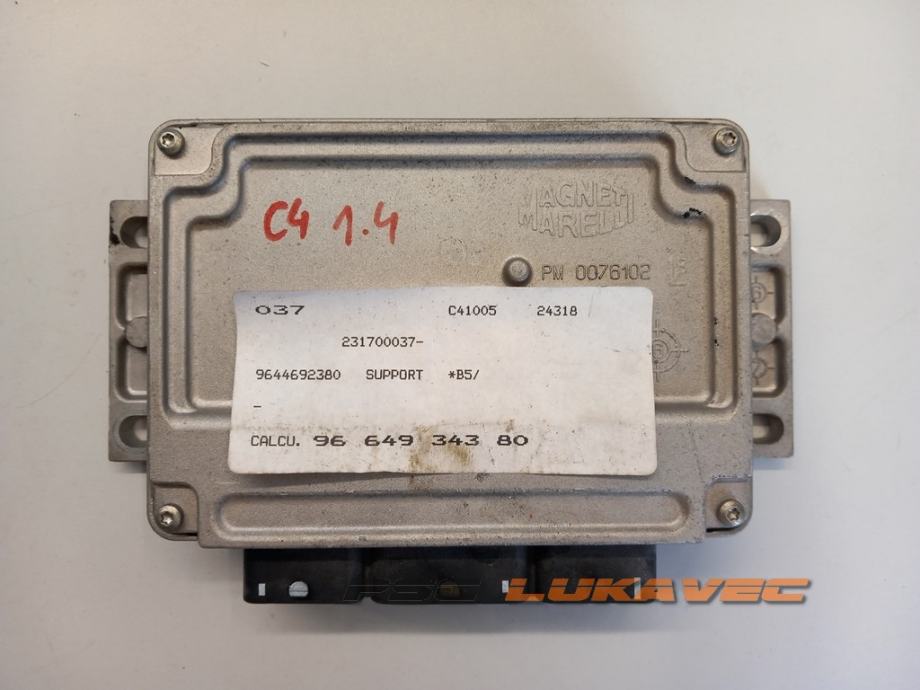 C4 1.4
MAGNETI
MARELLI
PM 0076102
037 C41005 24318
231700037-
9644692380 SUPPORT *B5/
-
CALCU. 96 649 343 80
PSC LUKAVEC